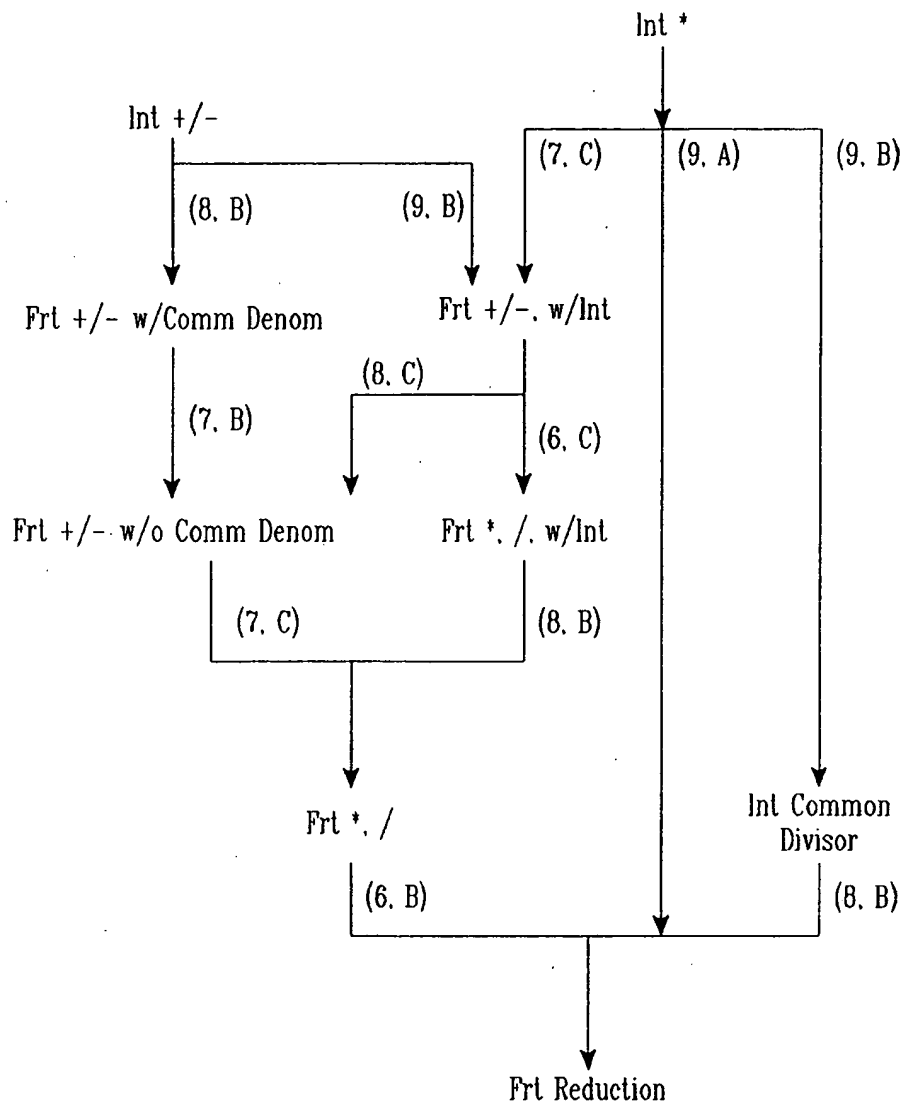 Int *
Int +/-
(7, C)
(9, A)
(9, B)
(8, B)
(9, B)
Frt +/- w/Comm Denom
Frt +/-, w/Int
(8, C)
(7, B)
(6, C)
Frt +/- w/o Comm Denom
Frt *, /, w/Int
(7, C)
(8, B)
Frt *, /
Int Common
Divisor
(6, B)
(8, B)
Frt Reduction